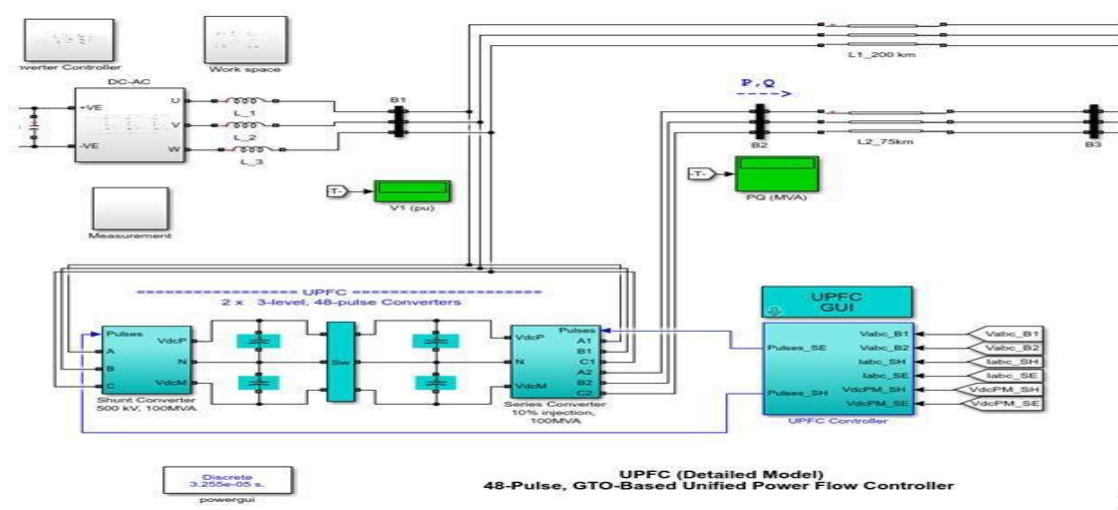 verter Controller
Work space
DC-AC
+VE
-VE
U
V
W
L_1
L_2
L_3
B1
L1_200 km
P,Q
B2
L2_75km
B3
-T-
V1 (pu)
-T-
PQ (MVA)
Measurement
UPFC
2 x 3-level, 48-pulse Converters
Pulses
A
B
C
VdcP
N
VdcM
Shunt Converter
500 kV, 100MVA
Sw
VdcP
N
VdcM
Pulses
A1
B1
C1
A2
B2
C2
Series Converter
10% injection,
100MVA
UPFC
GUI
Pulses_SE
Pulses_SH
Vabc_B1
Vabc_B2
Iabc_SH
Iabc_SE
VdcPM_SH
VdcPM_SE
Vabc_B1
Vabc_B2
Iabc_SH
Iabc_SE
VdcPM_SH
VdcPM_SE
UPFC Controller
Discrete
3.255e-05 s.
powergui
UPFC (Detailed Model)
48-Pulse, GTO-Based Unified Power Flow Controller